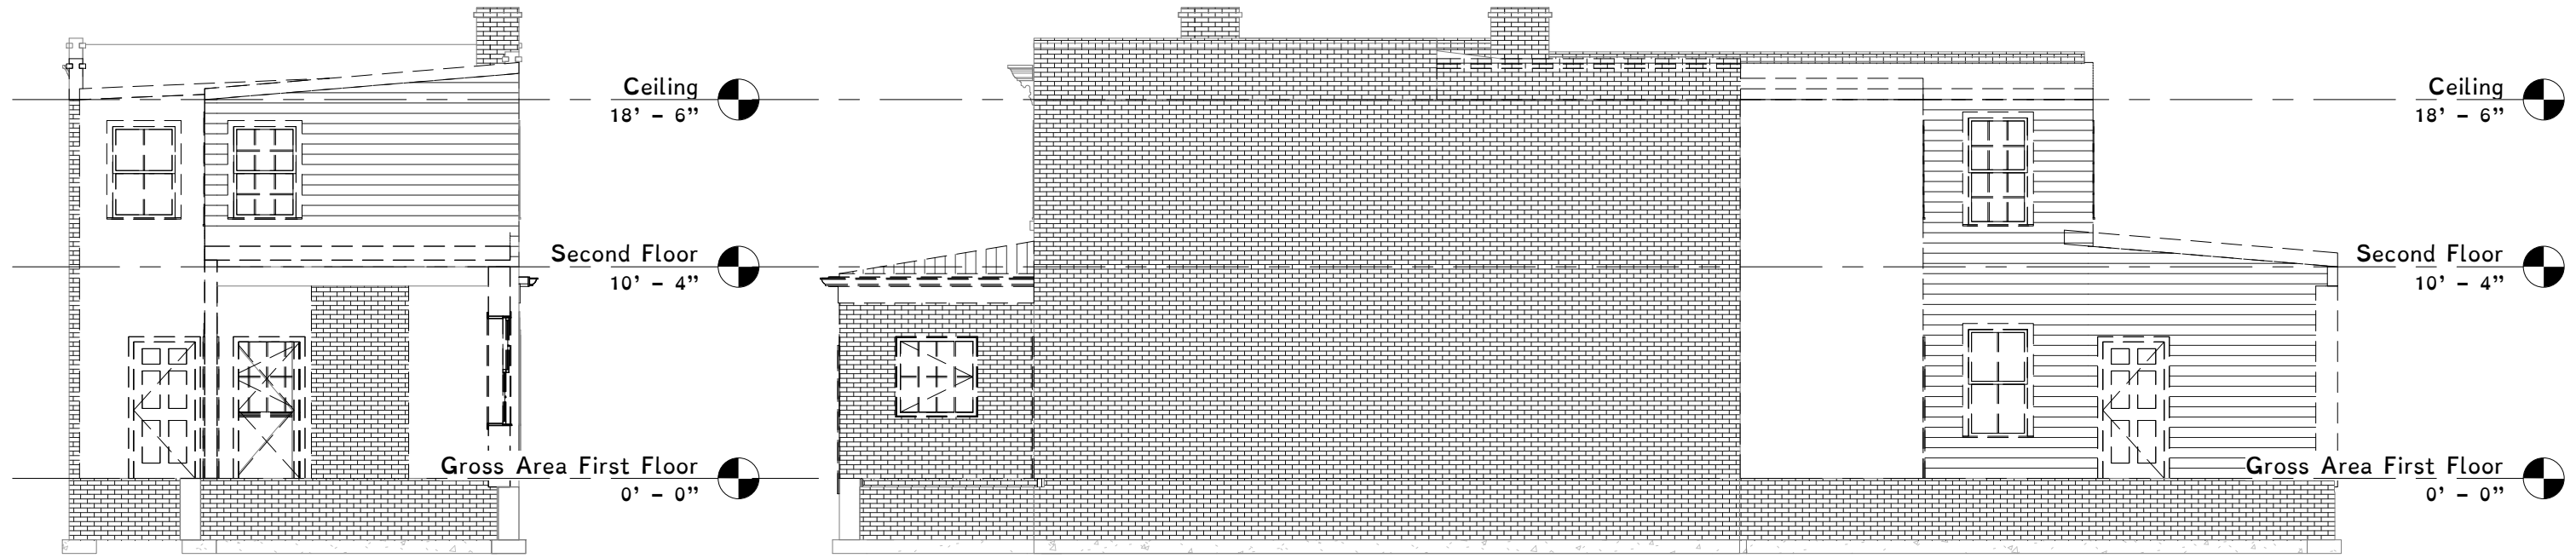 Ceiling
18' - 6"
Second Floor
10' - 4"
Gross Area First Floor
0' - 0"
Ceiling
18' - 6"
Second Floor
10' - 4"
Gross Area First Floor
0' - 0"